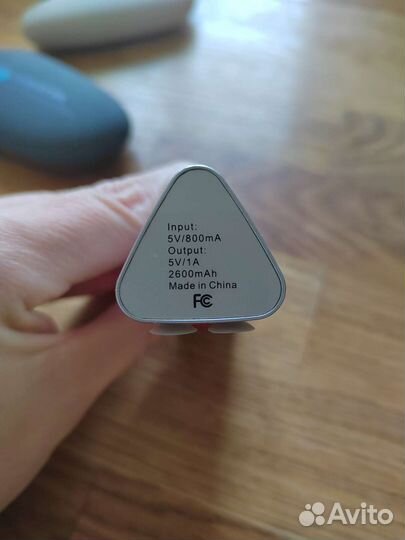 Input:
5V/800mA
Output:
5V/1A
2600mAh
Made in China
FC
Avito